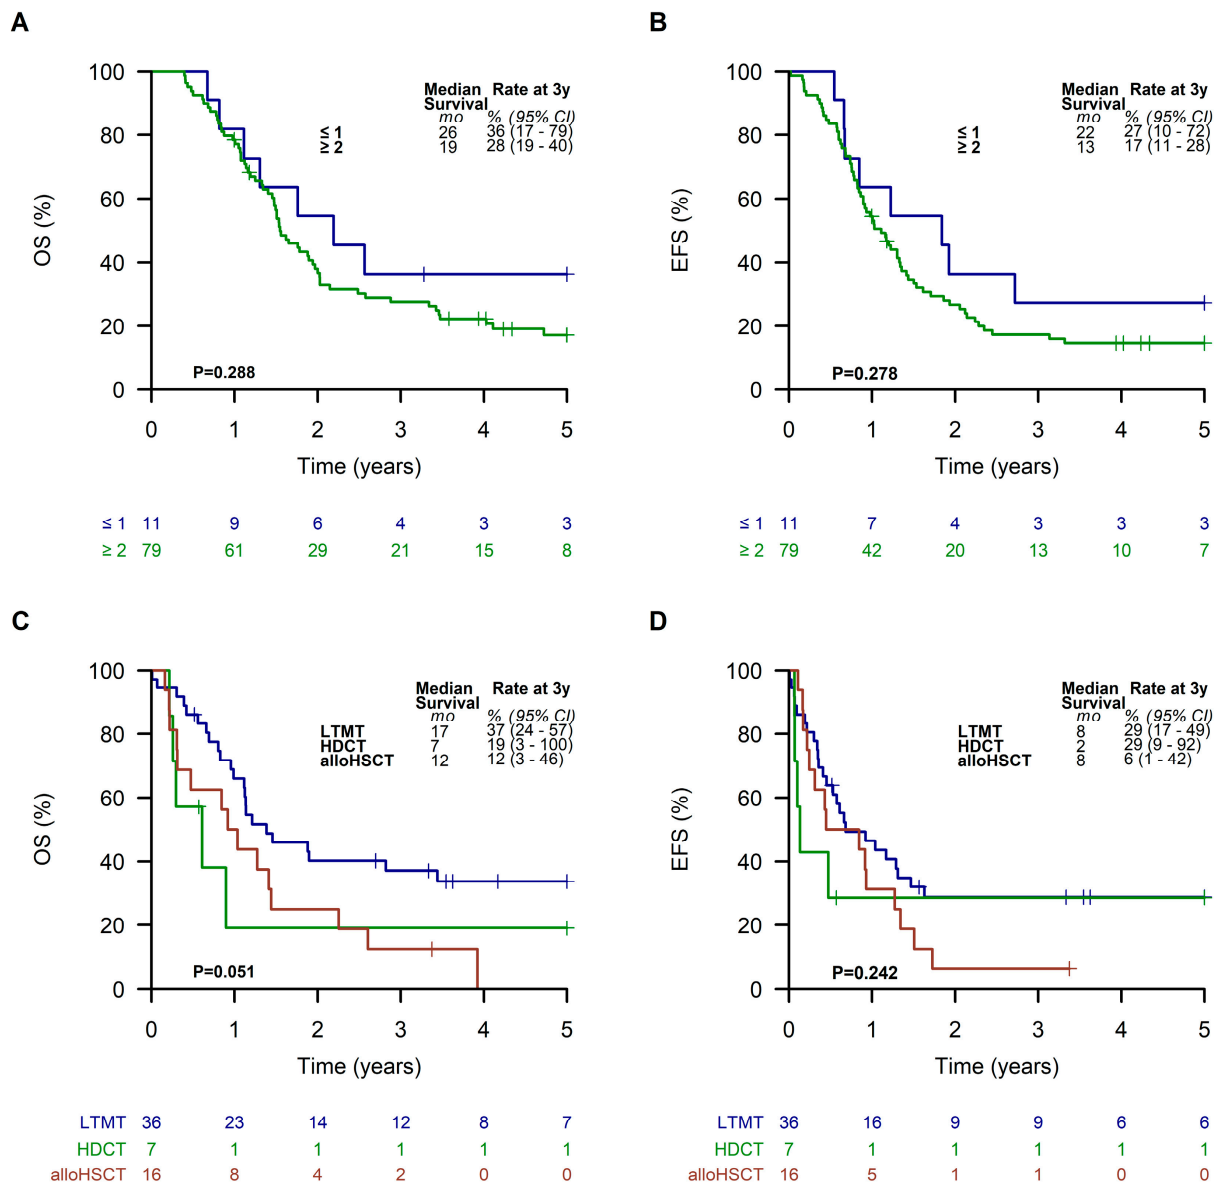 A
OS (%)
100
80
60
40
20
0
0 1 2 3 4 5
Time (years)
Median Rate at 3y
Survival
mo % (95% CI)
≤ 1 26 36 (17 - 79)
≥ 2 19 28 (19 - 40)
P=0.288
≤ 1 11 9 6 4 3 3
≥ 2 79 61 29 21 15 8
B
EFS (%)
100
80
60
40
20
0
0 1 2 3 4 5
Time (years)
Median Rate at 3y
Survival
mo % (95% CI)
≤ 1 22 27 (10 - 72)
≥ 2 13 17 (11 - 28)
P=0.278
≤ 1 11 7 4 3 3 3
≥ 2 79 42 20 13 10 7
C
OS (%)
100
80
60
40
20
0
0 1 2 3 4 5
Time (years)
Median Rate at 3y
Survival
mo % (95% CI)
LTMT 17 37 (24 - 57)
HDCT 7 19 (3 - 100)
alloHSCT 12 12 (3 - 46)
P=0.051
LTMT 36 23 14 12 8 7
HDCT 7 1 1 1 1 1
alloHSCT 16 8 4 2 0 0
D
EFS (%)
100
80
60
40
20
0
0 1 2 3 4 5
Time (years)
Median Rate at 3y
Survival
mo % (95% CI)
LTMT 8 29 (17 - 49)
HDCT 2 29 (9 - 92)
alloHSCT 8 6 (1 - 42)
P=0.242
LTMT 36 16 9 9 6 6
HDCT 7 1 1 1 1 1
alloHSCT 16 5 1 1 0 0